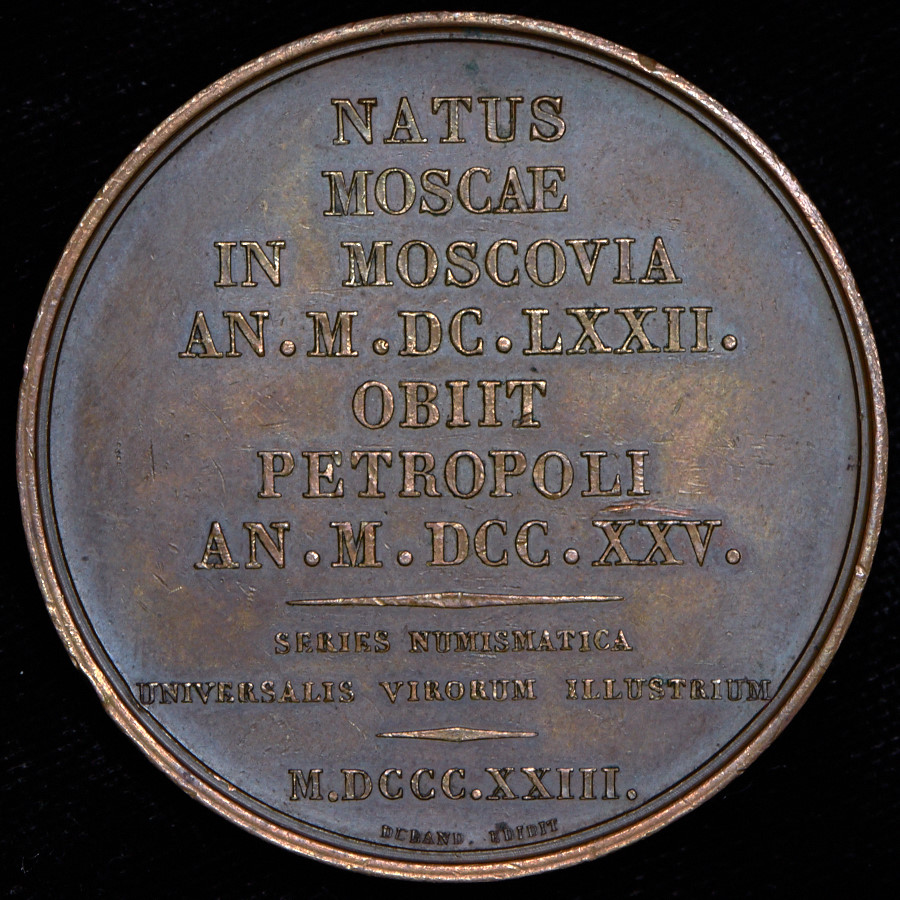 NATUS
MOSCAE
IN MOSCOVIA
AN.M.DC.LXXII.
OBIIT
PETROPOLI
AN.M.DCC.XXV.
SERIES NUMISMATICA
UNIVERSALIS VIRORUM ILLUSTRIUM
M.DCCC.XXIII.
DURAND. EDIDIT